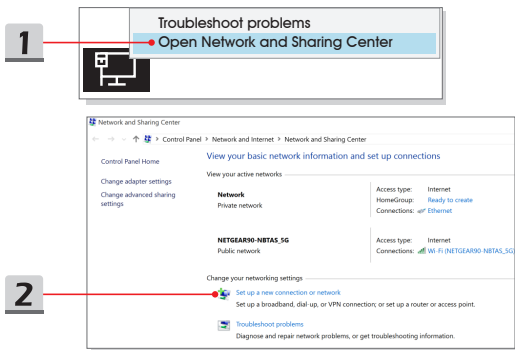 1
Troubleshoot problems
Open Network and Sharing Center
Network and Sharing Center
Control Panel > Network and Internet > Network and Sharing Center
Control Panel Home
Change adapter settings
Change advanced sharing
settings
View your basic network information and set up connections
View your active networks
Network
Private network
Access type: Internet
HomeGroup: Ready to create
Connections: Ethernet
NETGEAR90-NBTAS_5G
Public network
Access type: Internet
Connections: Wi-Fi (NETGEAR90-NBTAS_5G)
Change your networking settings
2
Set up a new connection or network
Set up a broadband, dial-up, or VPN connection; or set up a router or access point.
Troubleshoot problems
Diagnose and repair network problems, or get troubleshooting information.